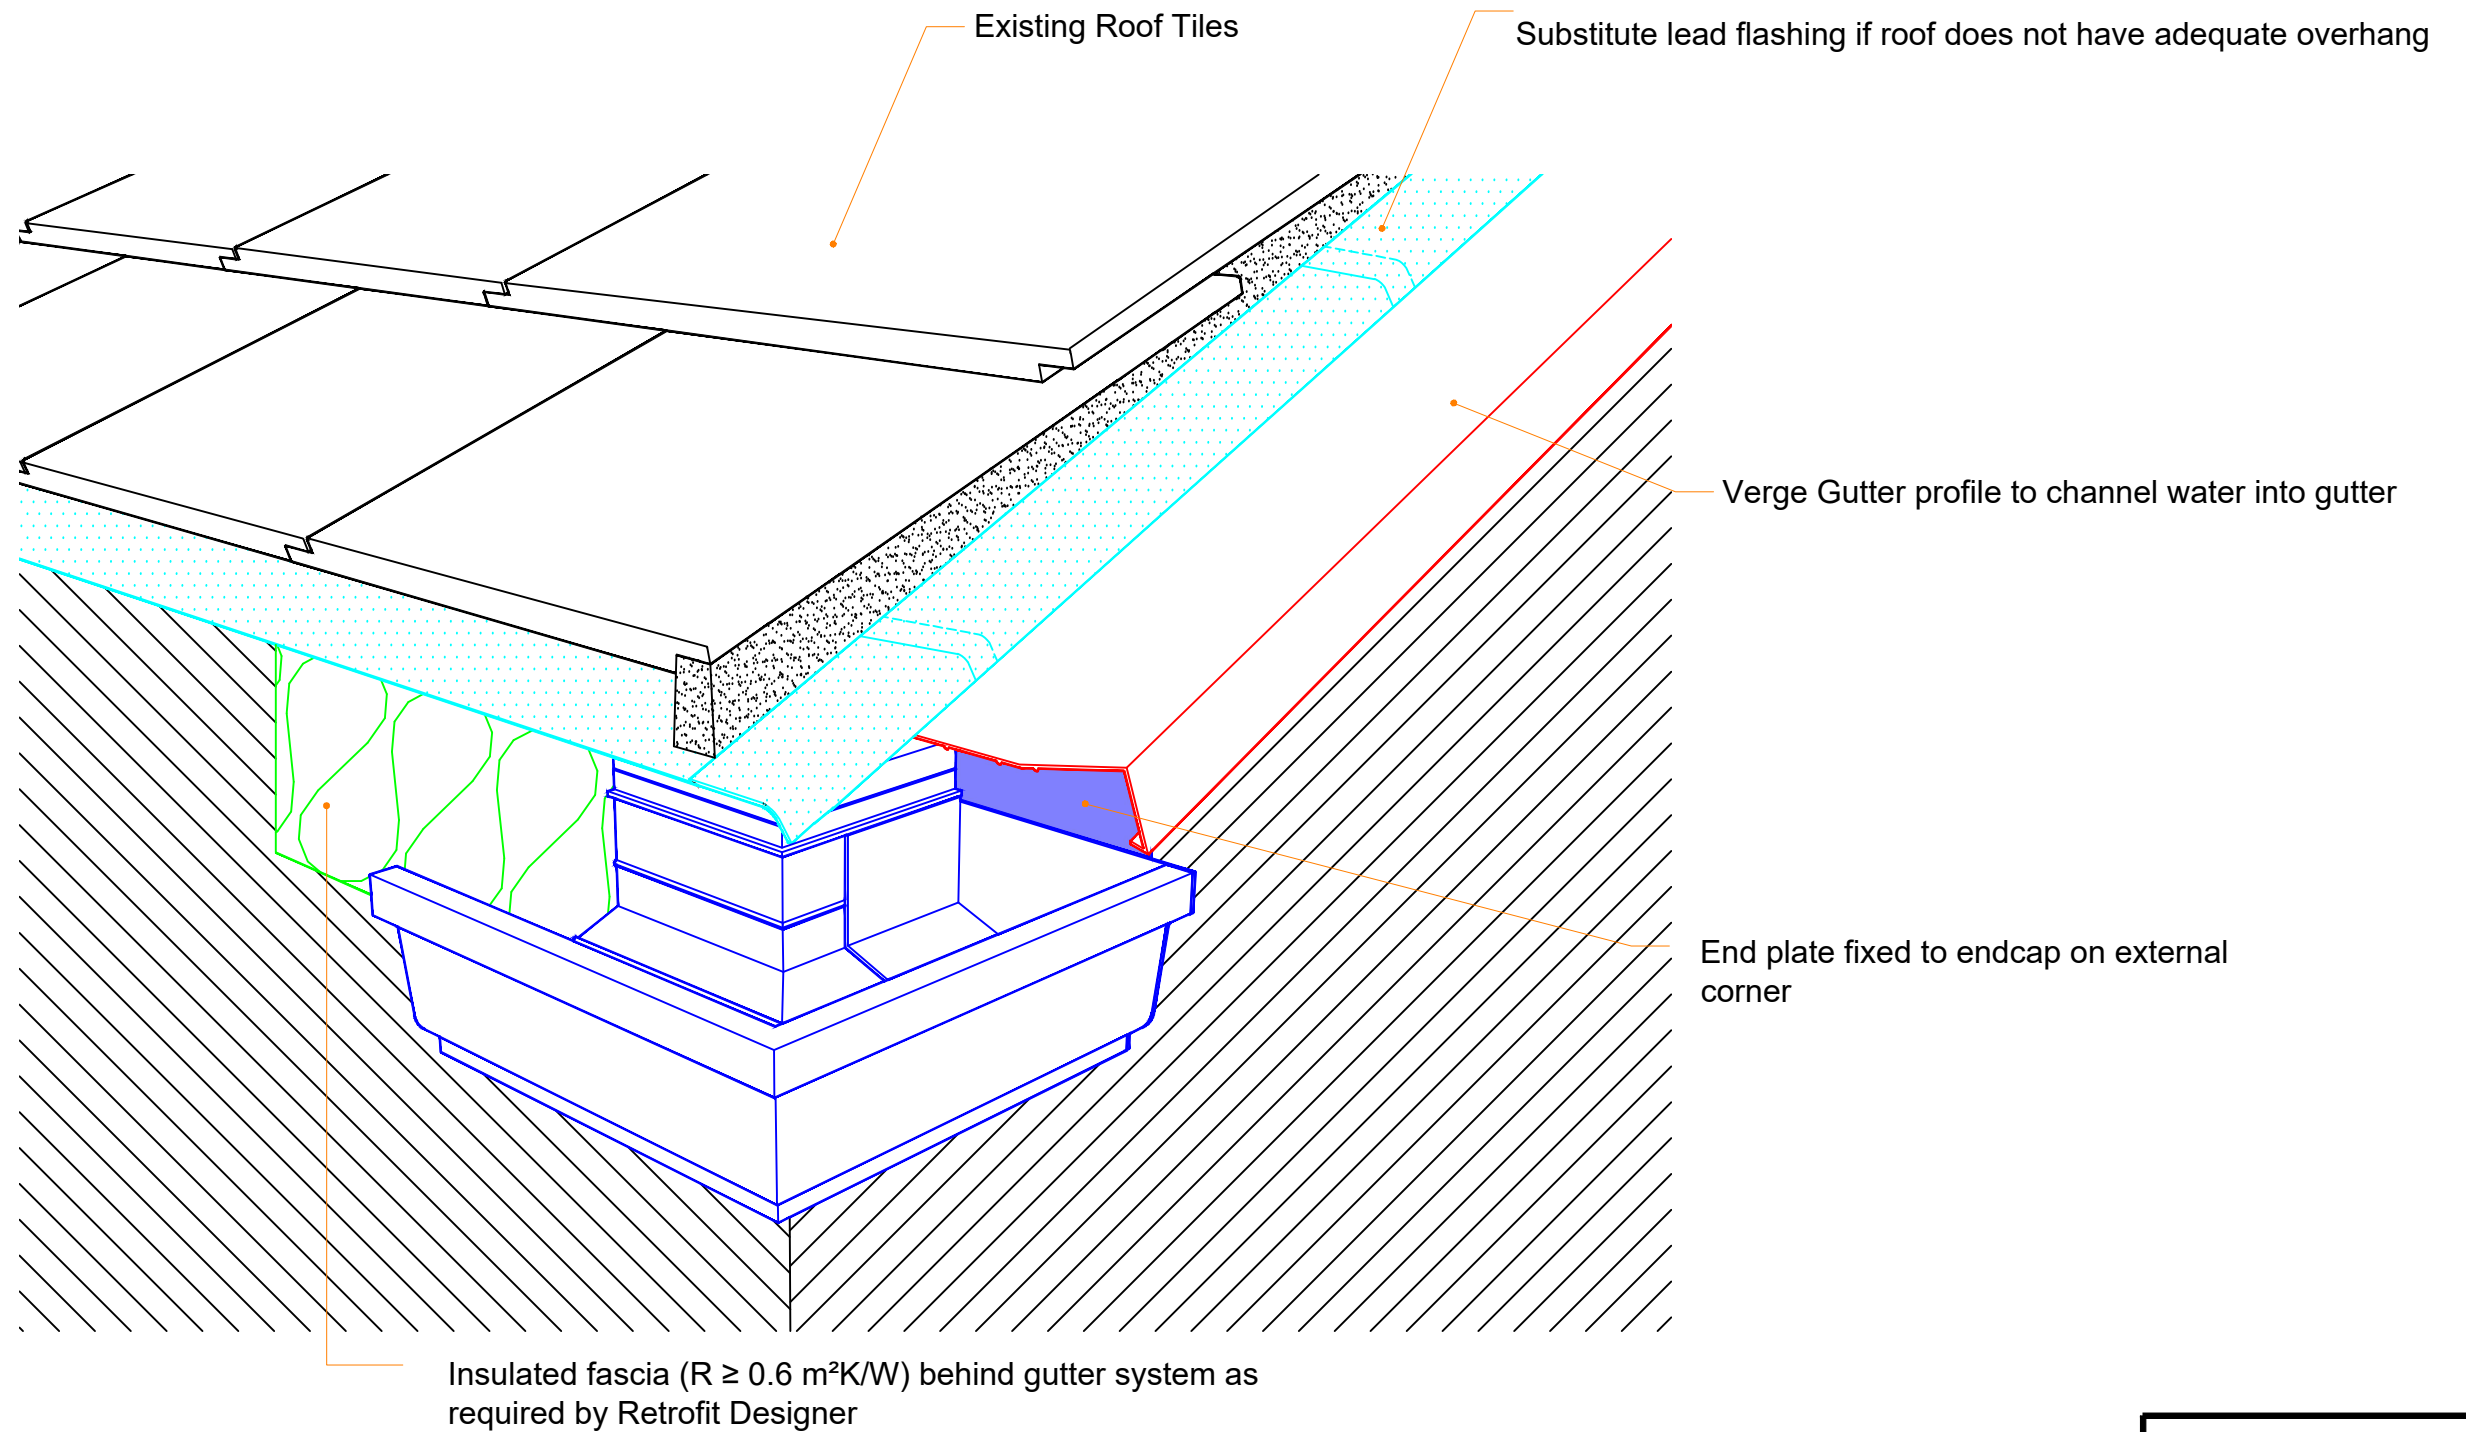 Existing Roof Tiles
Substitute lead flashing if roof does not have adequate overhang
Verge Gutter profile to channel water into gutter
End plate fixed to endcap on external
corner
Insulated fascia (R ≥ 0.6 m²K/W) behind gutter system as
required by Retrofit Designer